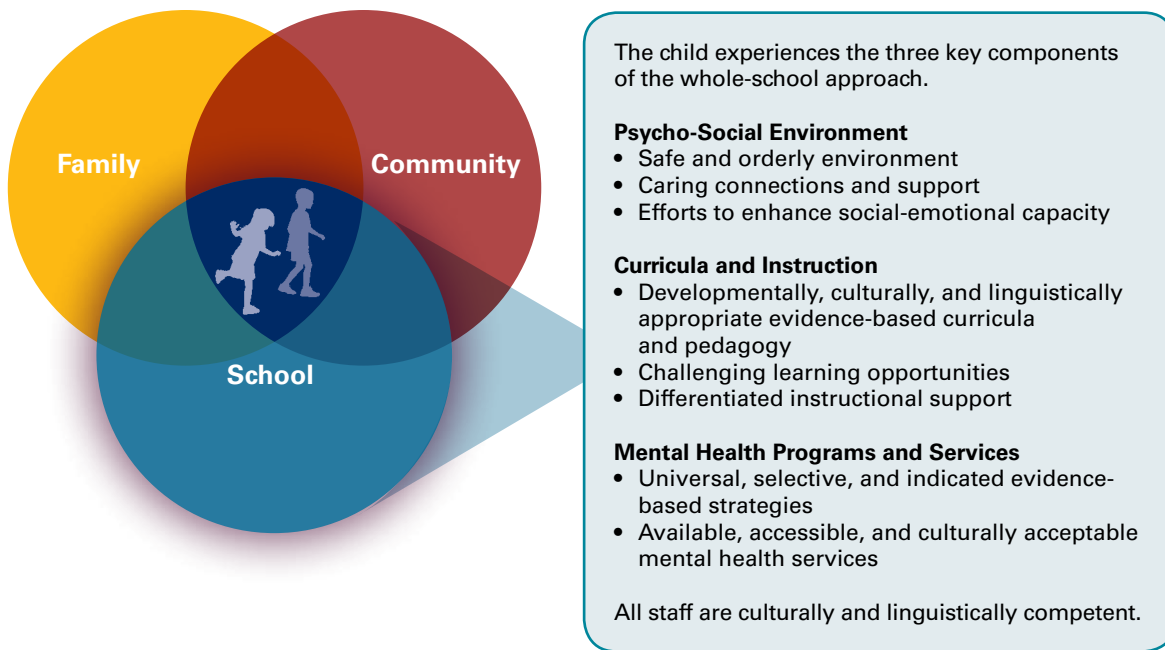 Family
Community
School
The child experiences the three key components
of the whole-school approach.
Psycho-Social Environment
• Safe and orderly environment
• Caring connections and support
• Efforts to enhance social-emotional capacity
Curricula and Instruction
• Developmentally, culturally, and linguistically
appropriate evidence-based curricula
and pedagogy
• Challenging learning opportunities
• Differentiated instructional support
Mental Health Programs and Services
• Universal, selective, and indicated evidence-
based strategies
• Available, accessible, and culturally acceptable
mental health services
All staff are culturally and linguistically competent.